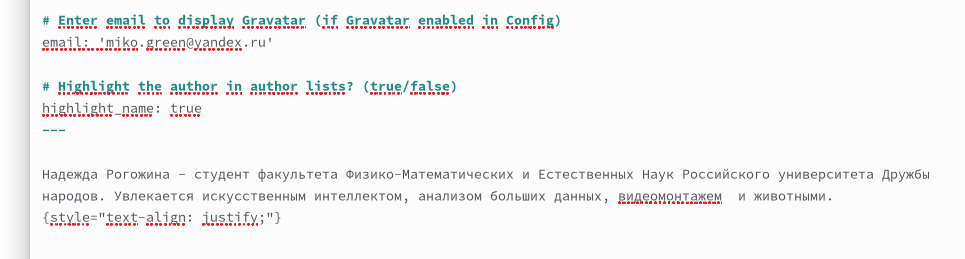 # Enter email to display Gravatar (if Gravatar enabled in Config)
email: 'miko.green@yandex.ru'
# Highlight the author in author lists? (true/false)
highlight_name: true
---
Надежда Рогожина - студент факультета Физико-Математических и Естественных Наук Российского университета Дружбы
народов. Увлекается искусственным интеллектом, анализом больших данных, видеомонтажем  и животными.
{style="text-align: justify;"}